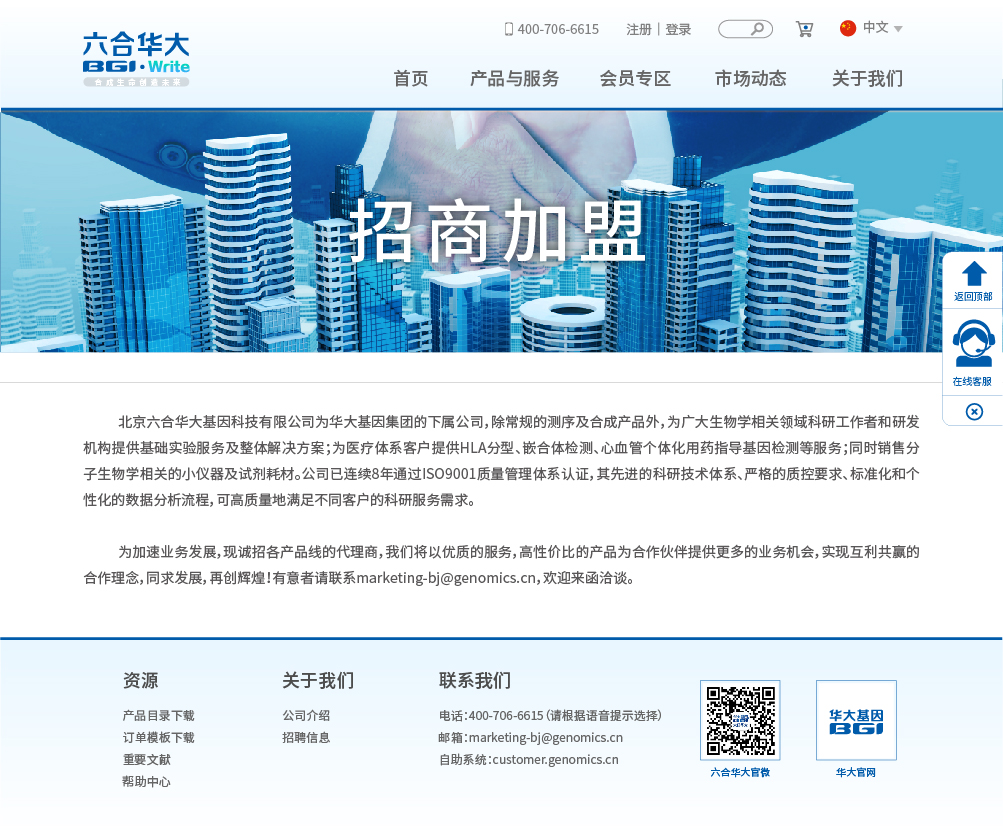 400-706-6615 注册 | 登录 中文
六合华大
BGI·Write
合成生命创造未来
首页 产品与服务 会员专区 市场动态 关于我们
招商加盟
返回顶部
在线客服
北京六合华大基因科技有限公司为华大基因集团的下属公司，除常规的测序及合成产品外，为广大生物学相关领域科研工作者和研发
机构提供基础实验服务及整体解决方案；为医疗体系客户提供HLA分型、嵌合体检测、心血管个体化用药指导基因检测等服务；同时销售分
子生物学相关的小仪器及试剂耗材。公司已连续8年通过ISO9001质量管理体系认证，其先进的科研技术体系、严格的质控要求、标准化和个
性化的数据分析流程，可高质量地满足不同客户的科研服务需求。
为加速业务发展，现诚招各产品线的代理商，我们将以优质的服务，高性价比的产品为合作伙伴提供更多的业务机会，实现互利共赢的
合作理念，同求发展，再创辉煌！有意者请联系marketing-bj@genomics.cn，欢迎来函洽谈。
资源 关于我们 联系我们
产品目录下载 公司介绍 电话：400-706-6615（请根据语音提示选择）
订单模板下载 招聘信息 邮箱：marketing-bj@genomics.cn
重要文献 自助系统：customer.genomics.cn
帮助中心
华大基因
BGI
六合华大官微 华大官网